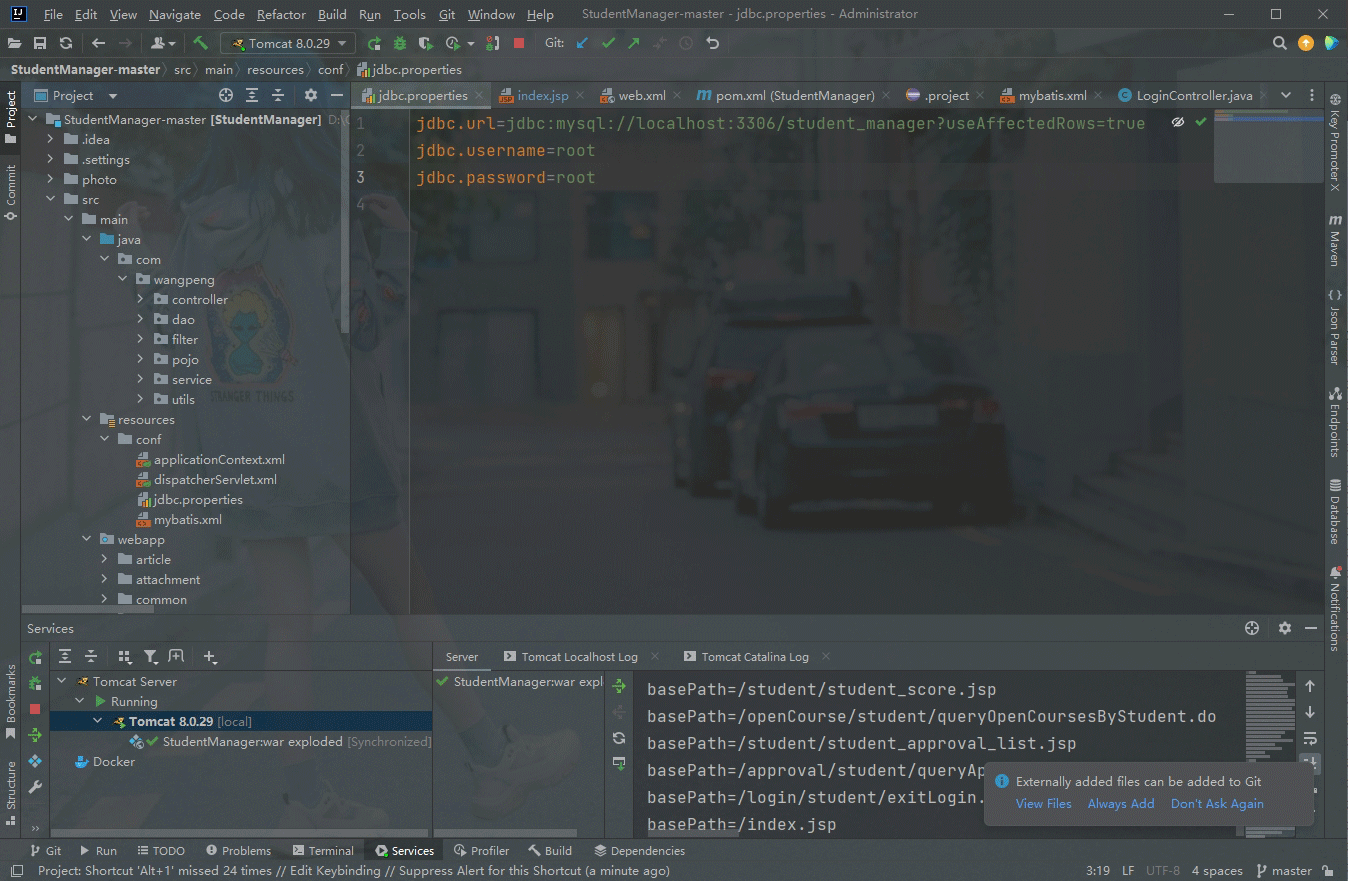 File Edit View Navigate Code Refactor Build Run Tools Git Window Help StudentManager-master - jdbc.properties - Administrator
Tomcat 8.0.29 Git:
StudentManager-master src main resources conf jdbc.properties
Project
jdbc.properties index.jsp web.xml pom.xml (StudentManager) .project mybatis.xml LoginController.java
StudentManager-master [StudentManager] D:\
.idea
.settings
photo
src
main
java
com
wangpeng
controller
dao
filter
pojo
service
utils
STRANGER THINGS
resources
conf
applicationContext.xml
dispatcherServlet.xml
jdbc.properties
mybatis.xml
webapp
article
attachment
common
1 jdbc.url=jdbc:mysql://localhost:3306/student_manager?useAffectedRows=true
2 jdbc.username=root
3 jdbc.password=root
4
Project
Commit
Bookmarks
Structure
Key Promoter X
Maven
Json Parser
Endpoints
Database
Notifications
Services
Tomcat Server
Running
Tomcat 8.0.29 [local]
StudentManager:war exploded [Synchronized]
Docker
Server Tomcat Localhost Log Tomcat Catalina Log
StudentManager:war expl
basePath=/student/student_score.jsp
basePath=/openCourse/student/queryOpenCoursesByStudent.do
basePath=/student/student_approval_list.jsp
basePath=/approval/student/queryAp
basePath=/login/student/exitLogin.
basePath=/index.jsp
Externally added files can be added to Git
View Files Always Add Don't Ask Again
Git Run TODO Problems Terminal Services Profiler Build Dependencies
Project: Shortcut 'Alt+1' missed 24 times // Edit Keybinding // Suppress Alert for this Shortcut (a minute ago) 3:19 LF UTF-8 4 spaces master